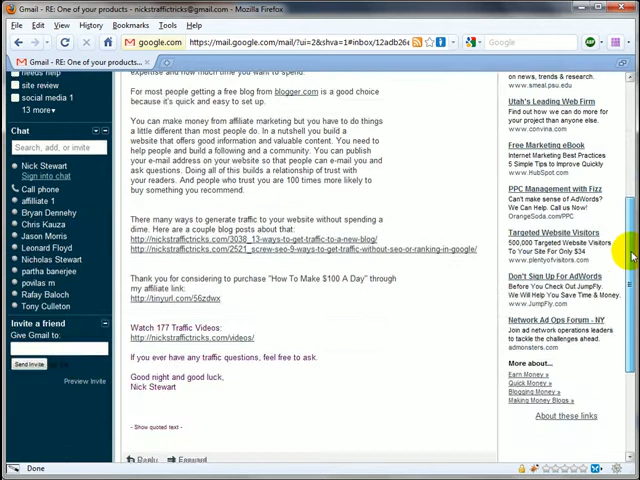 Gmail - RE: One of your products... - nickstraffictricks@gmail.com - Mozilla Firefox
File Edit View History Bookmarks Tools Help
google.com https://mail.google.com/mail/?ui=2&shva=1#inbox/12adb26e
Google
Gmail - RE: One of your products...
needs help
site review
social media 1
13 more▾
Chat
Search, add, or invite
Nick Stewart
Sign into chat
Call phone
affilliate 1
Bryan Dennehy
Chris Kauza
Jason Morris
Leonard Floyd
Nicholas Stewart
partha banerjee
povilas m
Rafay Baloch
Tony Culleton
Invite a friend
Give Gmail to:
Send Invite
Preview Invite
expertise and how much time you want to spend.
For most people getting a free blog from blogger.com is a good choice
because it's quick and easy to set up.
You can make money from affiliate marketing but you have to do things
a little different than most people do. In a nutshell you build a
website that offers good information and valuable content. You need to
help people and build a following and a community. You can publish
your e-mail address on your website so that people can e-mail you and
ask questions. Doing all of this builds a relationship of trust with
your readers. And people who trust you are 100 times more likely to
buy something you recommend.
There many ways to generate traffic to your website without spending a
dime. Here are a couple blog posts about that:
http://nickstraffictricks.com/3038_13-ways-to-get-traffic-to-a-new-blog/
http://nickstraffictricks.com/2521_screw-seo-9-ways-to-get-traffic-without-seo-or-ranking-in-google/
Thank you for considering to purchase "How To Make $100 A Day" through
my affiliate link:
http://tinyurl.com/56zdwx
Watch 177 Traffic Videos:
http://nickstraffictricks.com/videos/
If you ever have any traffic questions, feel free to ask.
Good night and good luck,
Nick Stewart
- Show quoted text -
Reply Forward
on news, trends & research.
www.smeal.psu.edu
Utah's Leading Web Firm
Find out how we can do more for
your project than anyone else.
www.convina.com
Free Marketing eBook
Internet Marketing Best Practices
5 Simple Tips to Improve Quickly
www.HubSpot.com
PPC Management with Fizz
Can't make sense of AdWords?
We Can Help. Call us Now!
OrangeSoda.com/PPC
Targeted Website Visitors
500,000 Targeted Website Visitors
To Your Site For Only $34
www.plentyofvisitors.com
Don't Sign Up For AdWords
Before You Check Out JumpFly.
We Will Help You Save Time & Money.
www.JumpFly.com
Network Ad Ops Forum - NY
Join ad network operations leaders
to tackle the challenges ahead.
admonsters.com
More about...
Earn Money »
Quick Money »
Blogging Money »
Making Money Blogs »
About these links
Done